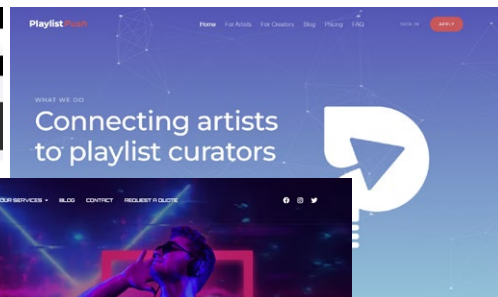 PlaylistPush
Home For Artists For Creators Blog Pricing FAQ
SIGN IN APPLY
WHAT WE DO
Connecting artists
to playlist curators
OUR SERVICES BLOG CONTACT REQUEST A QUOTE